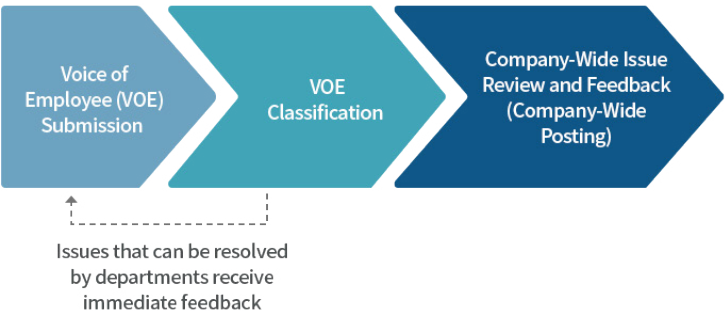 Voice of
Employee (VOE)
Submission
VOE
Classification
Company-Wide Issue
Review and Feedback
(Company-Wide
Posting)
Issues that can be resolved
by departments receive
immediate feedback